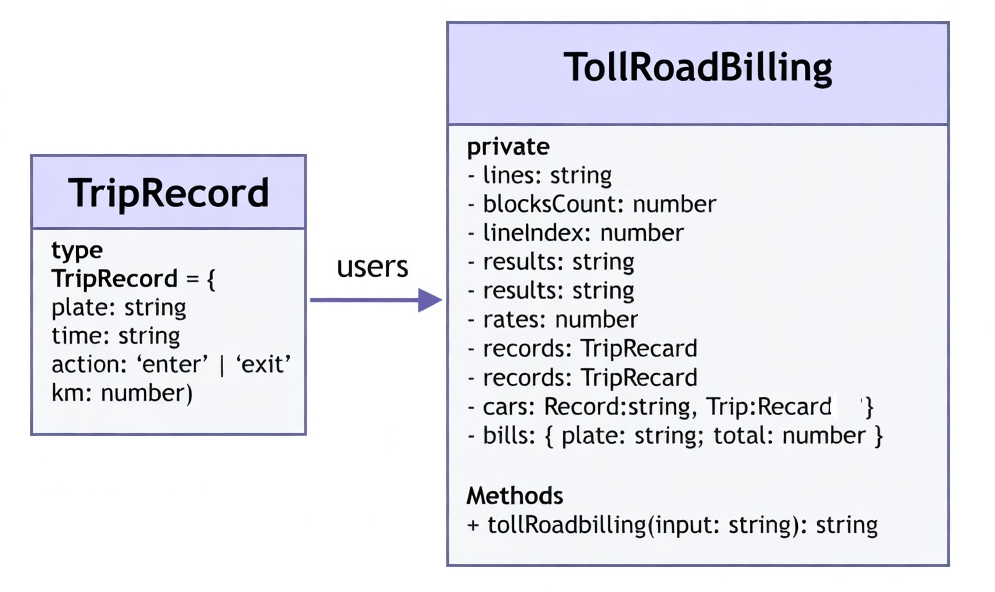 TripRecord
type
TripRecord = {
plate: string
time: string
action: ‘enter’ | ‘exit’
km: number)
users
TollRoadBilling
private
- lines: string
- blocksCount: number
- lineIndex: number
- results: string
- results: string
- rates: number
- records: TripRecard
- records: TripRecard
- cars: Record:string, Trip:Recard '}
- bills: { plate: string; total: number }
Methods
+ tollRoadbilling(input: string): string